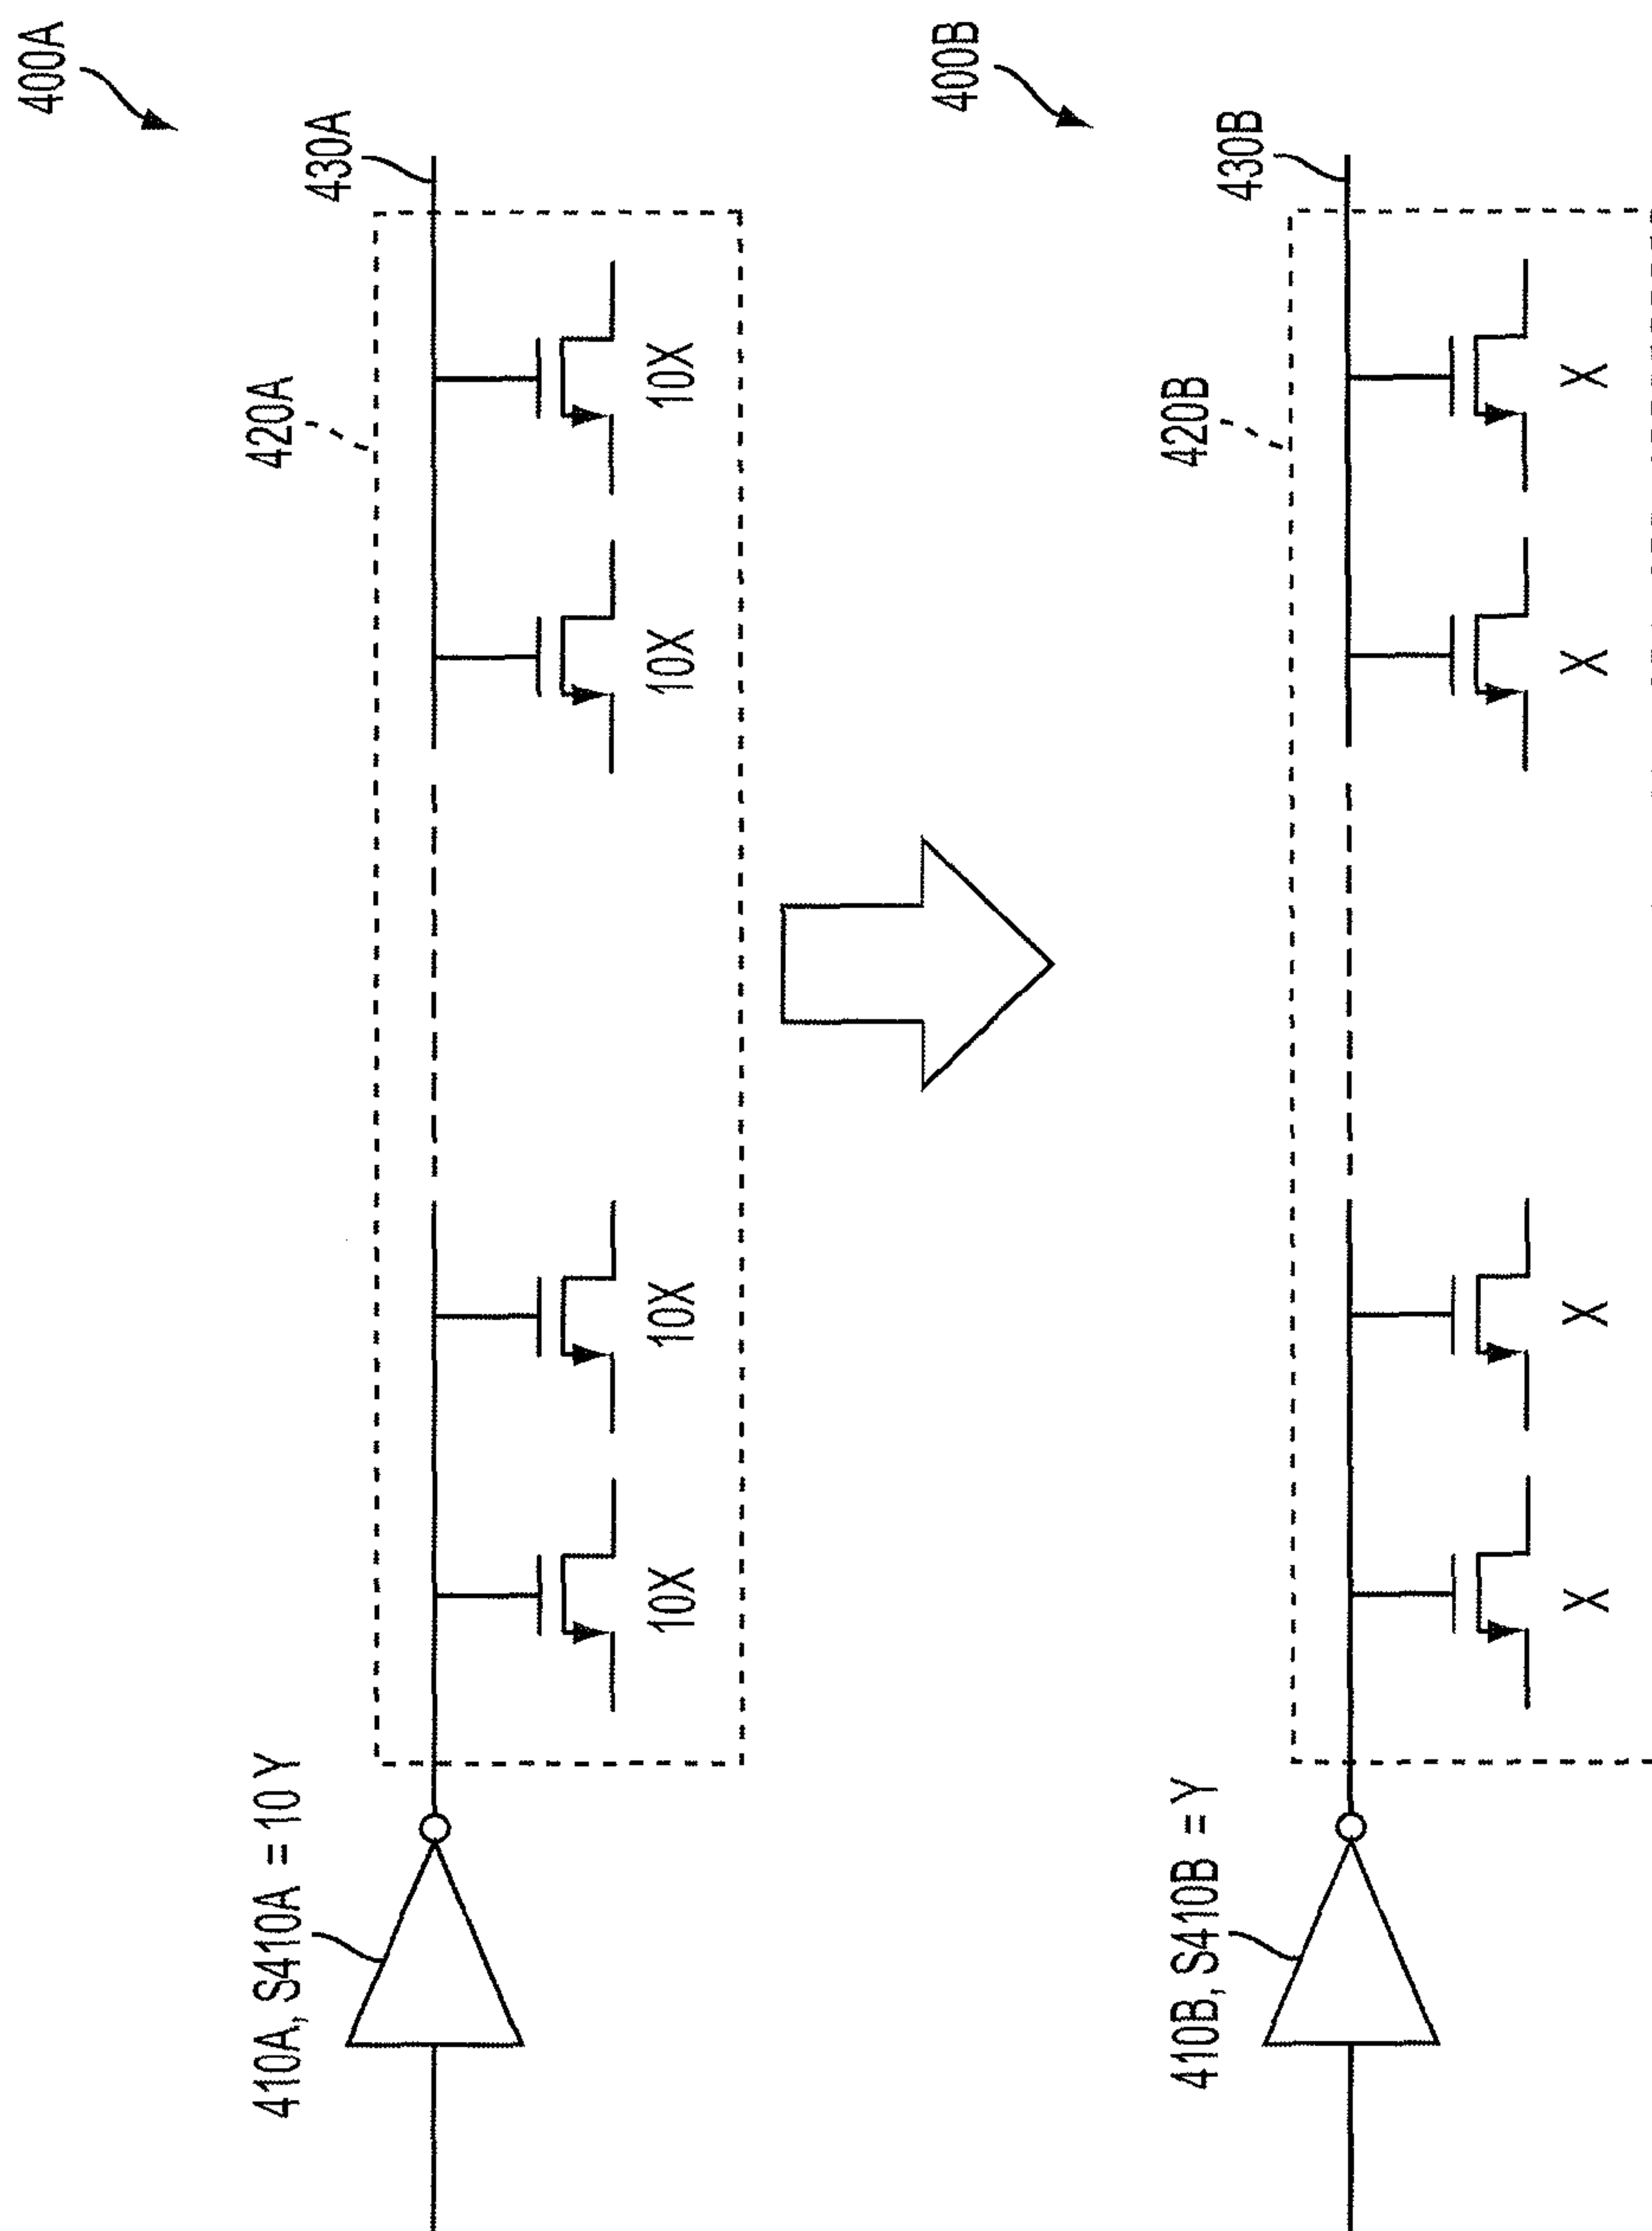 400A
430A
420A
10X
10X
10X
10X
410A, S410A = 10 Y
400B
430B
420B
X
X
X
X
410B, S410B = Y